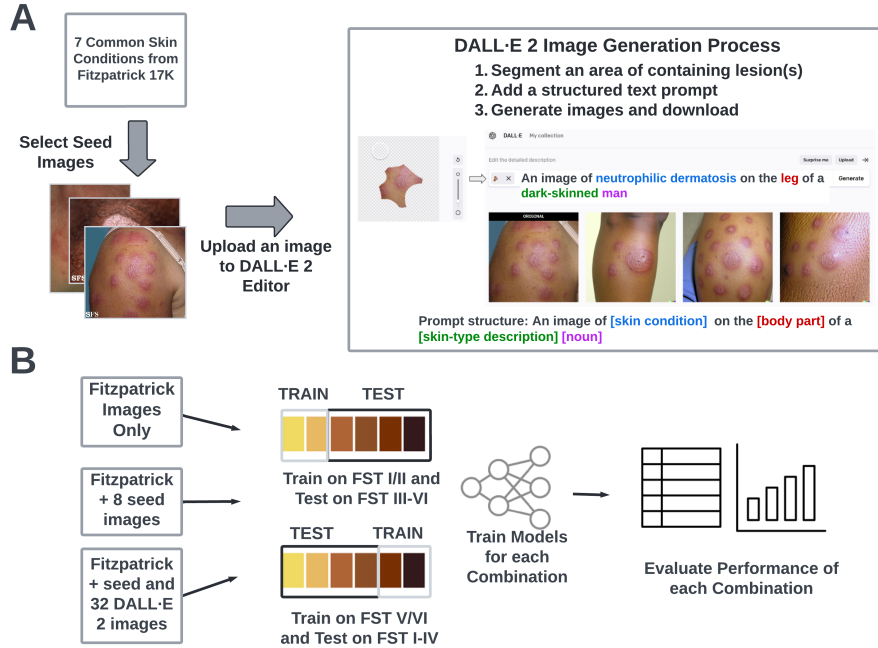 A
7 Common Skin
Conditions from
Fitzpatrick 17K
Select Seed
Images
SFS
SFS
Upload an image
to DALL·E 2
Editor
DALL·E 2 Image Generation Process
1. Segment an area of containing lesion(s)
2. Add a structured text prompt
3. Generate images and download
DALL·E My collection
Edit the detailed description
Surprise me Upload
An image of neutrophilic dermatosis on the leg of a
dark-skinned man
Generate
ORIGINAL
Prompt structure: An image of [skin condition] on the [body part] of a
[skin-type description] [noun]
B
Fitzpatrick
Images
Only
Fitzpatrick
+ 8 seed
images
Fitzpatrick
+ seed and
32 DALL·E
2 images
TRAIN TEST
Train on FST I/II and
Test on FST III-VI
TEST TRAIN
Train on FST V/VI
and Test on FST I-IV
Train Models
for each
Combination
Evaluate Performance of
each Combination